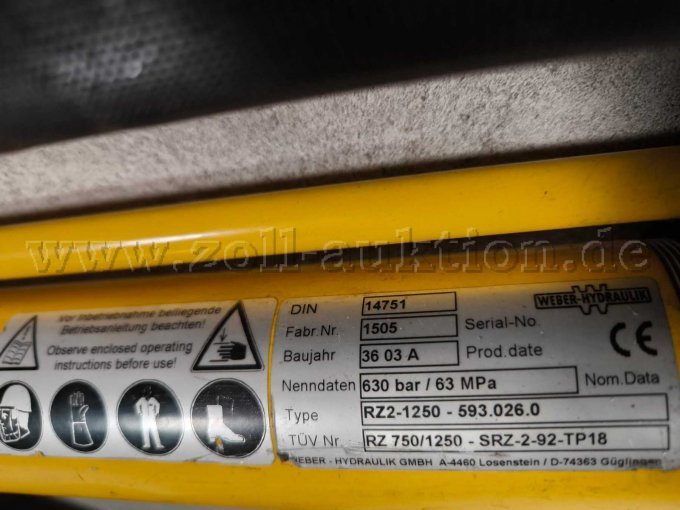 www.zoll-auktion.de
Vor Inbetriebnahme beiliegende
Betriebsanleitung beachten!
Observe enclosed operating
instructions before use!
DIN 14751 WEBER-HYDRAULIK
Fabr.Nr. 1505 Serial-No. CE
Baujahr 36 03 A Prod.date
Nenndaten 630 bar / 63 MPa Nom.Data
Type RZ2-1250 - 593.026.0
TÜV Nr RZ 750/1250 - SRZ-2-92-TP18
WEBER - HYDRAULIK GMBH A-4460 Losenstein / D-74363 Güglingen